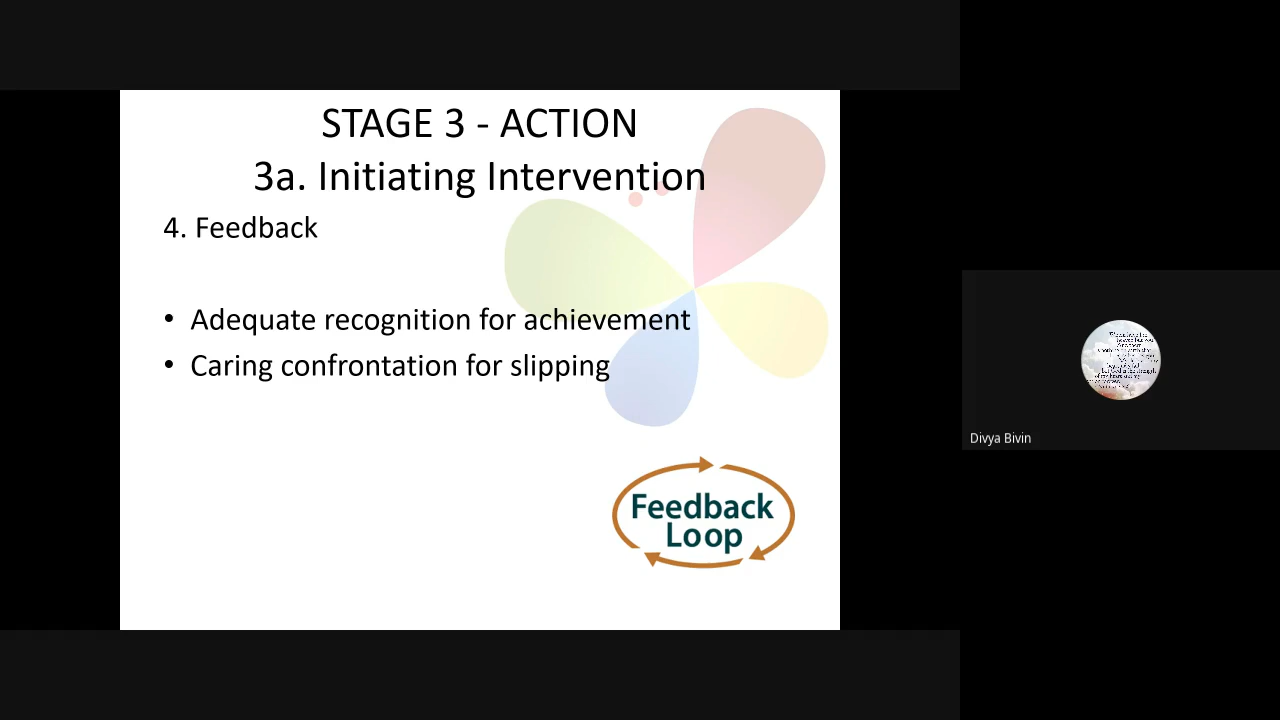 STAGE 3 - ACTION
3a. Initiating Intervention
4. Feedback
• Adequate recognition for achievement
• Caring confrontation for slipping
Feedback
Loop
Divya Bivin